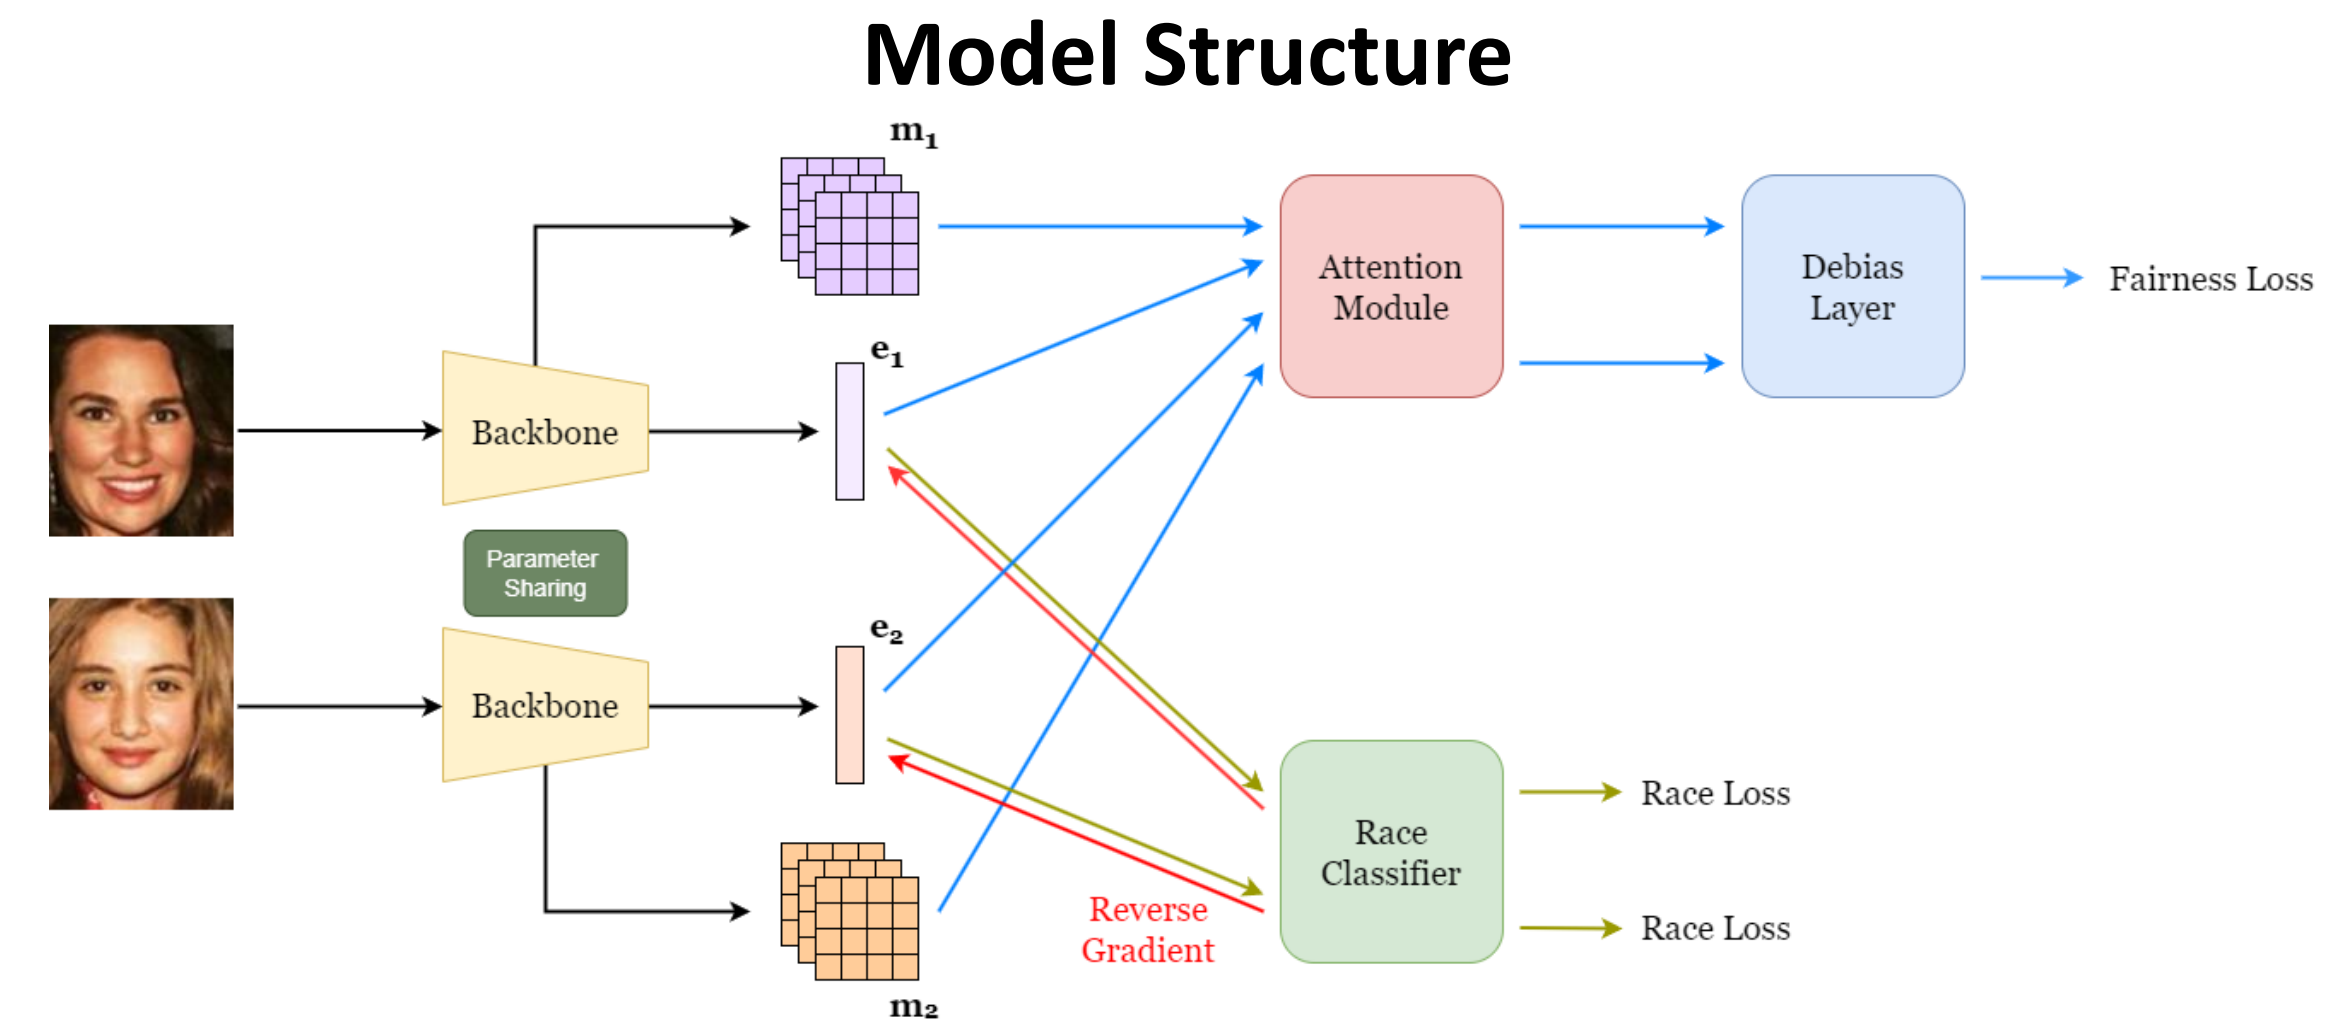 Model Structure
m₁
Attention
Module
Debias
Layer
Fairness Loss
e₁
Backbone
Parameter
Sharing
e₂
Backbone
Race
Classifier
Race Loss
Race Loss
Reverse
Gradient
m₂